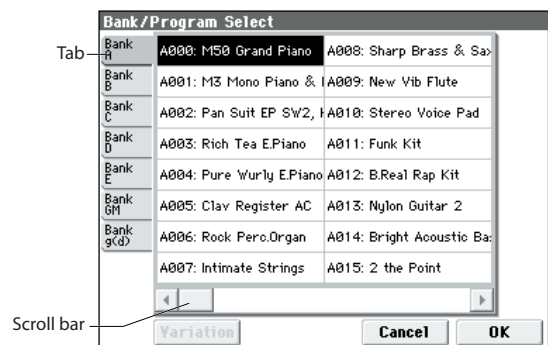 Bank/Program Select
Tab
Bank A
Bank B
Bank C
Bank D
Bank E
Bank GM
Bank g(d)
A000: M50 Grand Piano
A001: M3 Mono Piano &
A002: Pan Suit EP SW2,
A003: Rich Tea E.Piano
A004: Pure Wurly E.Piano
A005: Clav Register AC
A006: Rock Perc.Organ
A007: Intimate Strings
A008: Sharp Brass & Sax
A009: New Vib Flute
A010: Stereo Voice Pad
A011: Funk Kit
A012: B.Real Rap Kit
A013: Nylon Guitar 2
A014: Bright Acoustic Ba
A015: 2 the Point
Scroll bar
Variation
Cancel
OK